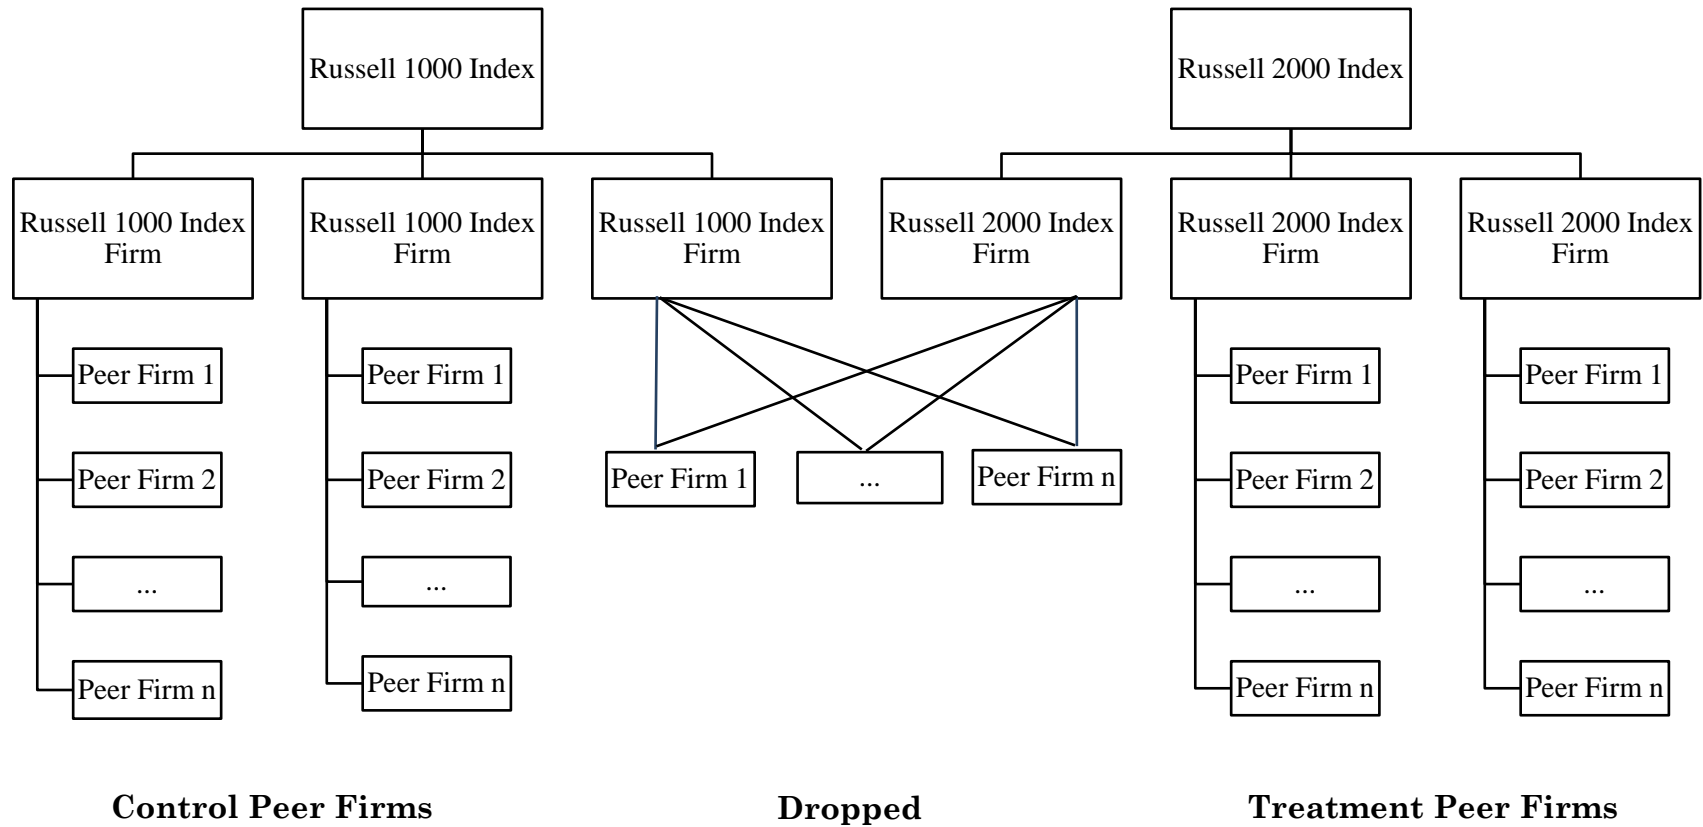 Russell 1000 Index
Russell 2000 Index
Russell 1000 Index
Firm
Russell 1000 Index
Firm
Russell 1000 Index
Firm
Russell 2000 Index
Firm
Russell 2000 Index
Firm
Russell 2000 Index
Firm
Peer Firm 1
Peer Firm 2
...
Peer Firm n
Peer Firm 1
Peer Firm 2
...
Peer Firm n
Peer Firm 1
...
Peer Firm n
Peer Firm 1
Peer Firm 2
...
Peer Firm n
Peer Firm 1
Peer Firm 2
...
Peer Firm n
Control Peer Firms
Dropped
Treatment Peer Firms